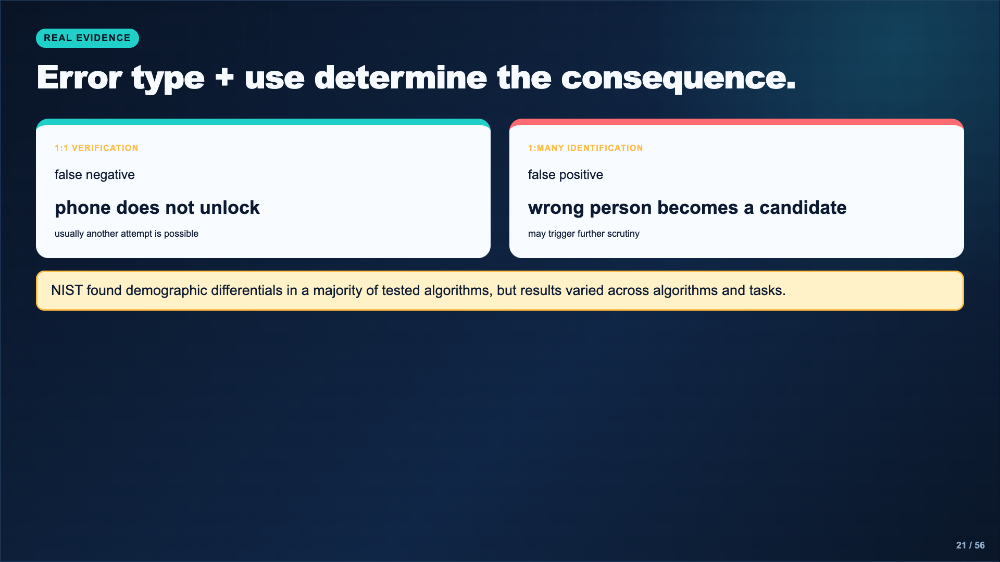 REAL EVIDENCE
Error type + use determine the consequence.
1:1 VERIFICATION
false negative
phone does not unlock
usually another attempt is possible
1:MANY IDENTIFICATION
false positive
wrong person becomes a candidate
may trigger further scrutiny
NIST found demographic differentials in a majority of tested algorithms, but results varied across algorithms and tasks.
21 / 56